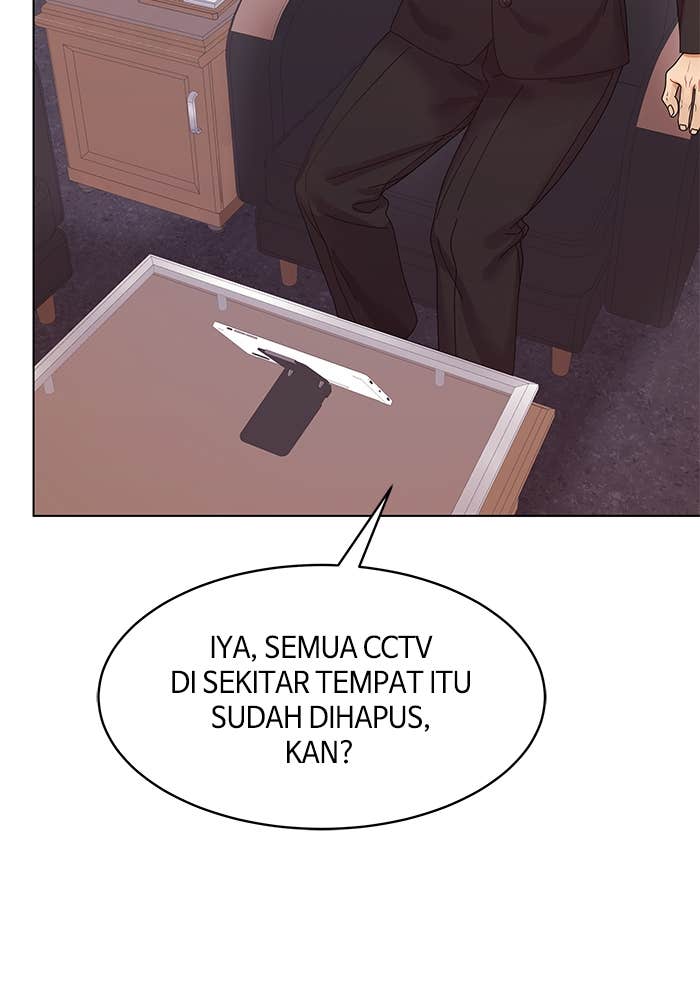 IYA, SEMUA CCTV
DI SEKITAR TEMPAT ITU
SUDAH DIHAPUS,
KAN?